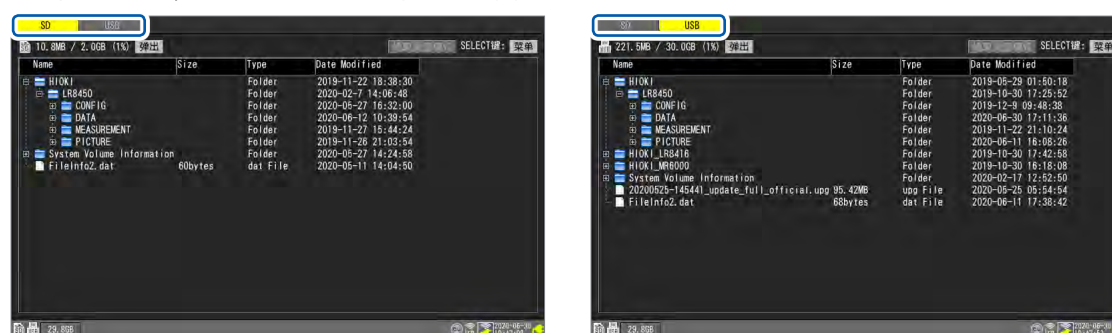 SD USB
10.8MB / 2.0GB (1%) 弹出 SELECT键: 菜单
Name Size Type Date Modified
HIOKI Folder 2019-11-22 18:38:30
LR8450 Folder 2020-02-7 14:06:48
CONFIG Folder 2020-05-27 16:32:00
DATA Folder 2020-06-12 10:39:54
MEASUREMENT Folder 2019-11-27 15:44:24
PICTURE Folder 2019-11-26 21:03:54
System Volume Information Folder 2020-05-27 14:24:58
FileInfo2.dat 60bytes dat File 2020-05-11 14:04:50
29.8GB
SD USB
221.5MB / 30.0GB (1%) 弹出 SELECT键: 菜单
Name Size Type Date Modified
HIOKI Folder 2019-05-29 01:50:18
LR8450 Folder 2019-10-30 17:25:52
CONFIG Folder 2019-12-9 09:48:38
DATA Folder 2020-06-30 17:11:36
MEASUREMENT Folder 2019-11-22 21:10:24
PICTURE Folder 2020-06-11 16:08:26
HIOKI_LR8416 Folder 2019-10-30 17:42:58
HIOKI_MR6000 Folder 2019-10-30 16:18:08
System Volume Information Folder 2020-02-17 12:52:50
20200525-145441_update_full_official.upg 95.42MB upg File 2020-05-25 05:54:54
FileInfo2.dat 68bytes dat File 2020-06-11 17:38:42
29.8GB